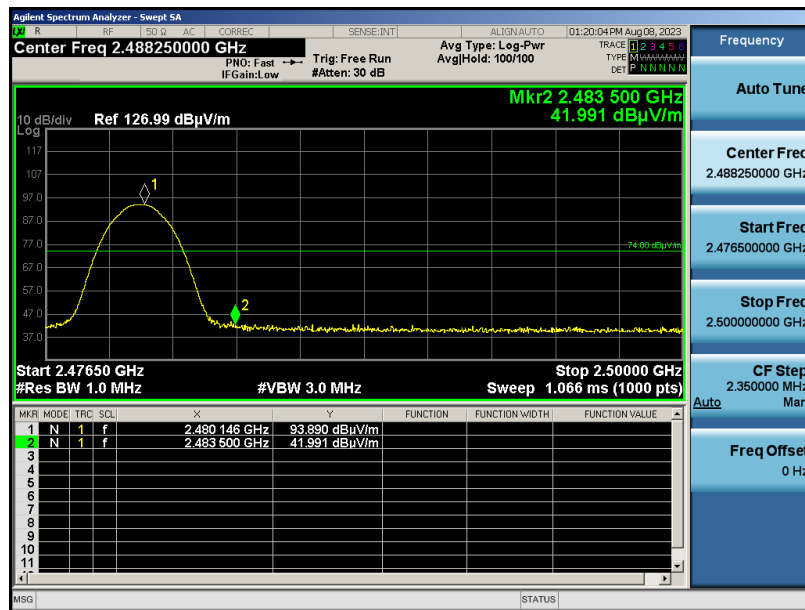 Agilent Spectrum Analyzer - Swept SA
LXI R RF 50 Ω AC CORREC SENSE:INT ALIGN AUTO 01:20:04 PM Aug 08, 2023
Center Freq 2.488250000 GHz
PNO: Fast
IFGain:Low
Trig: Free Run
#Atten: 30 dB
Avg Type: Log-Pwr
Avg|Hold: 100/100
TRACE 1 2 3 4 5 6
TYPE M W W W W W
DET P N N N N N
Mkr2 2.483 500 GHz
41.991 dBµV/m
10 dB/div
Log
Ref 126.99 dBµV/m
117
107
97.0
87.0
77.0
67.0
57.0
47.0
37.0
1
2
74.00 dBµV/m
Start 2.47650 GHz
Stop 2.50000 GHz
#Res BW 1.0 MHz
#VBW 3.0 MHz
Sweep 1.066 ms (1000 pts)
MKR MODE TRC SCL X Y FUNCTION FUNCTION WIDTH FUNCTION VALUE
1 N 1 f 2.480 146 GHz 93.890 dBµV/m
2 N 1 f 2.483 500 GHz 41.991 dBµV/m
3
4
5
6
7
8
9
10
11
MSG
STATUS
Frequency
Auto Tune
Center Freq
2.488250000 GHz
Start Freq
2.476500000 GHz
Stop Freq
2.500000000 GHz
CF Step
2.350000 MHz
Auto Man
Freq Offset
0 Hz